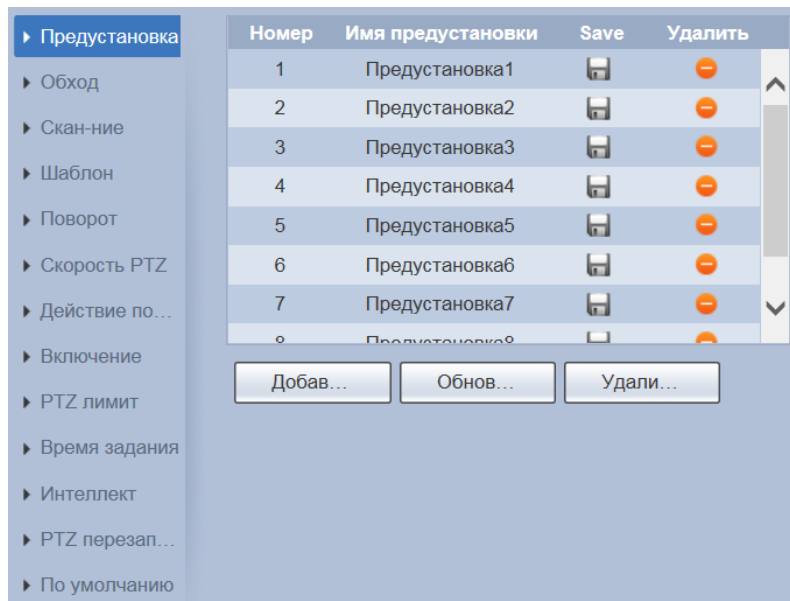 Предустановка
Обход
Скан-ние
Шаблон
Поворот
Скорость PTZ
Действие по...
Включение
PTZ лимит
Время задания
Интеллект
PTZ перезап...
По умолчанию
Номер Имя предустановки Save Удалить
1 Предустановка1
2 Предустановка2
3 Предустановка3
4 Предустановка4
5 Предустановка5
6 Предустановка6
7 Предустановка7
8 Предустановка8
Добав... Обнов... Удали...